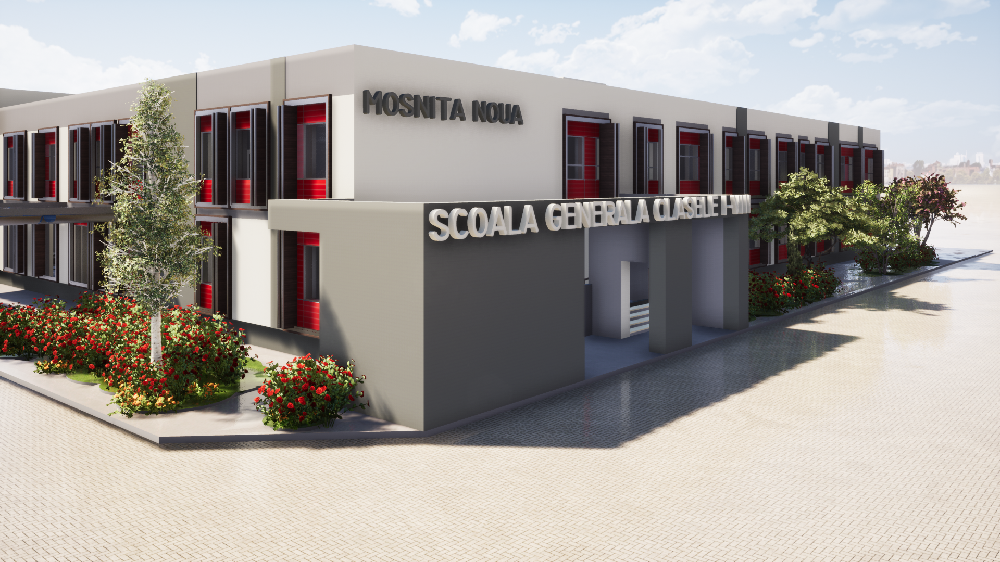 MOSNITA NOUA
SCOALA GENERALA CLASELE I-VIII